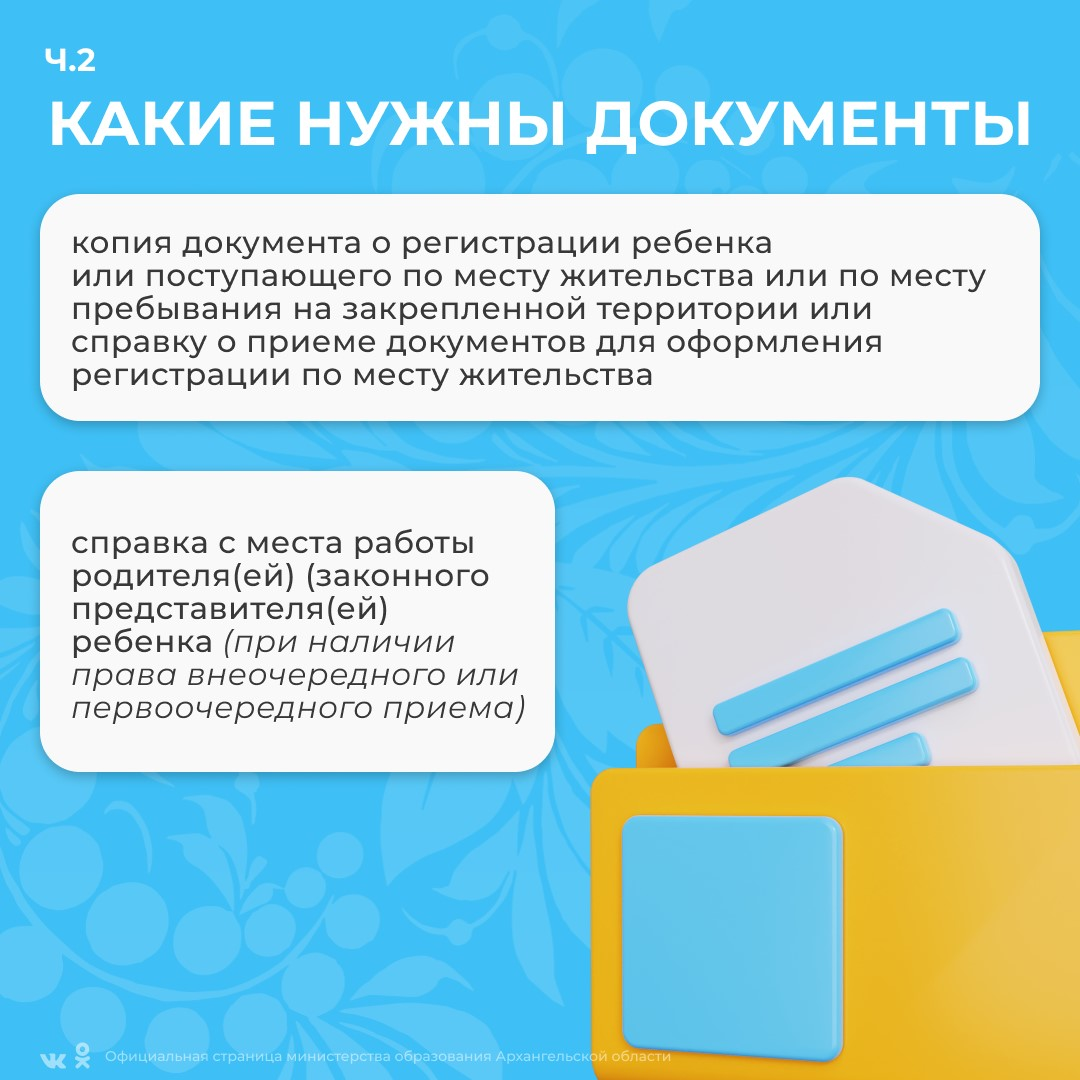 Ч.2
КАКИЕ НУЖНЫ ДОКУМЕНТЫ
копия документа о регистрации ребенка
или поступающего по месту жительства или по месту
пребывания на закрепленной территории или
справку о приеме документов для оформления
регистрации по месту жительства
справка с места работы
родителя(ей) (законного
представителя(ей)
ребенка (при наличии
права внеочередного или
первоочередного приема)
Официальная страница министерства образования Архангельской области